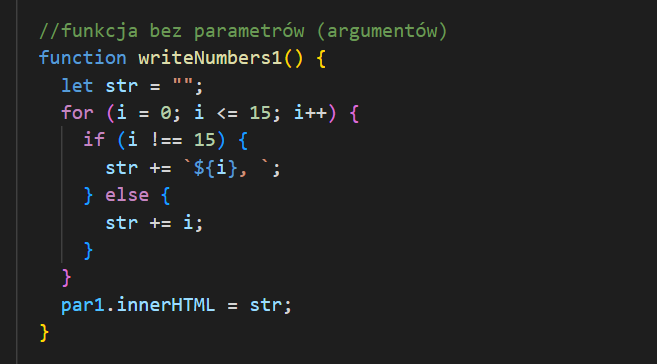 //funkcja bez parametrów (argumentów)
function writeNumbers1() {
  let str = "";
  for (i = 0; i <= 15; i++) {
    if (i !== 15) {
      str += `${i}, `;
    } else {
      str += i;
    }
  }
  par1.innerHTML = str;
}